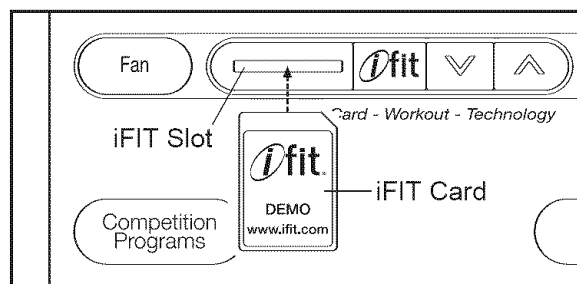 Fan
ifit
iFIT Slot
Card - Workout - Technology
ifit
iFIT Card
DEMO
www.ifit.com
Competition
Programs